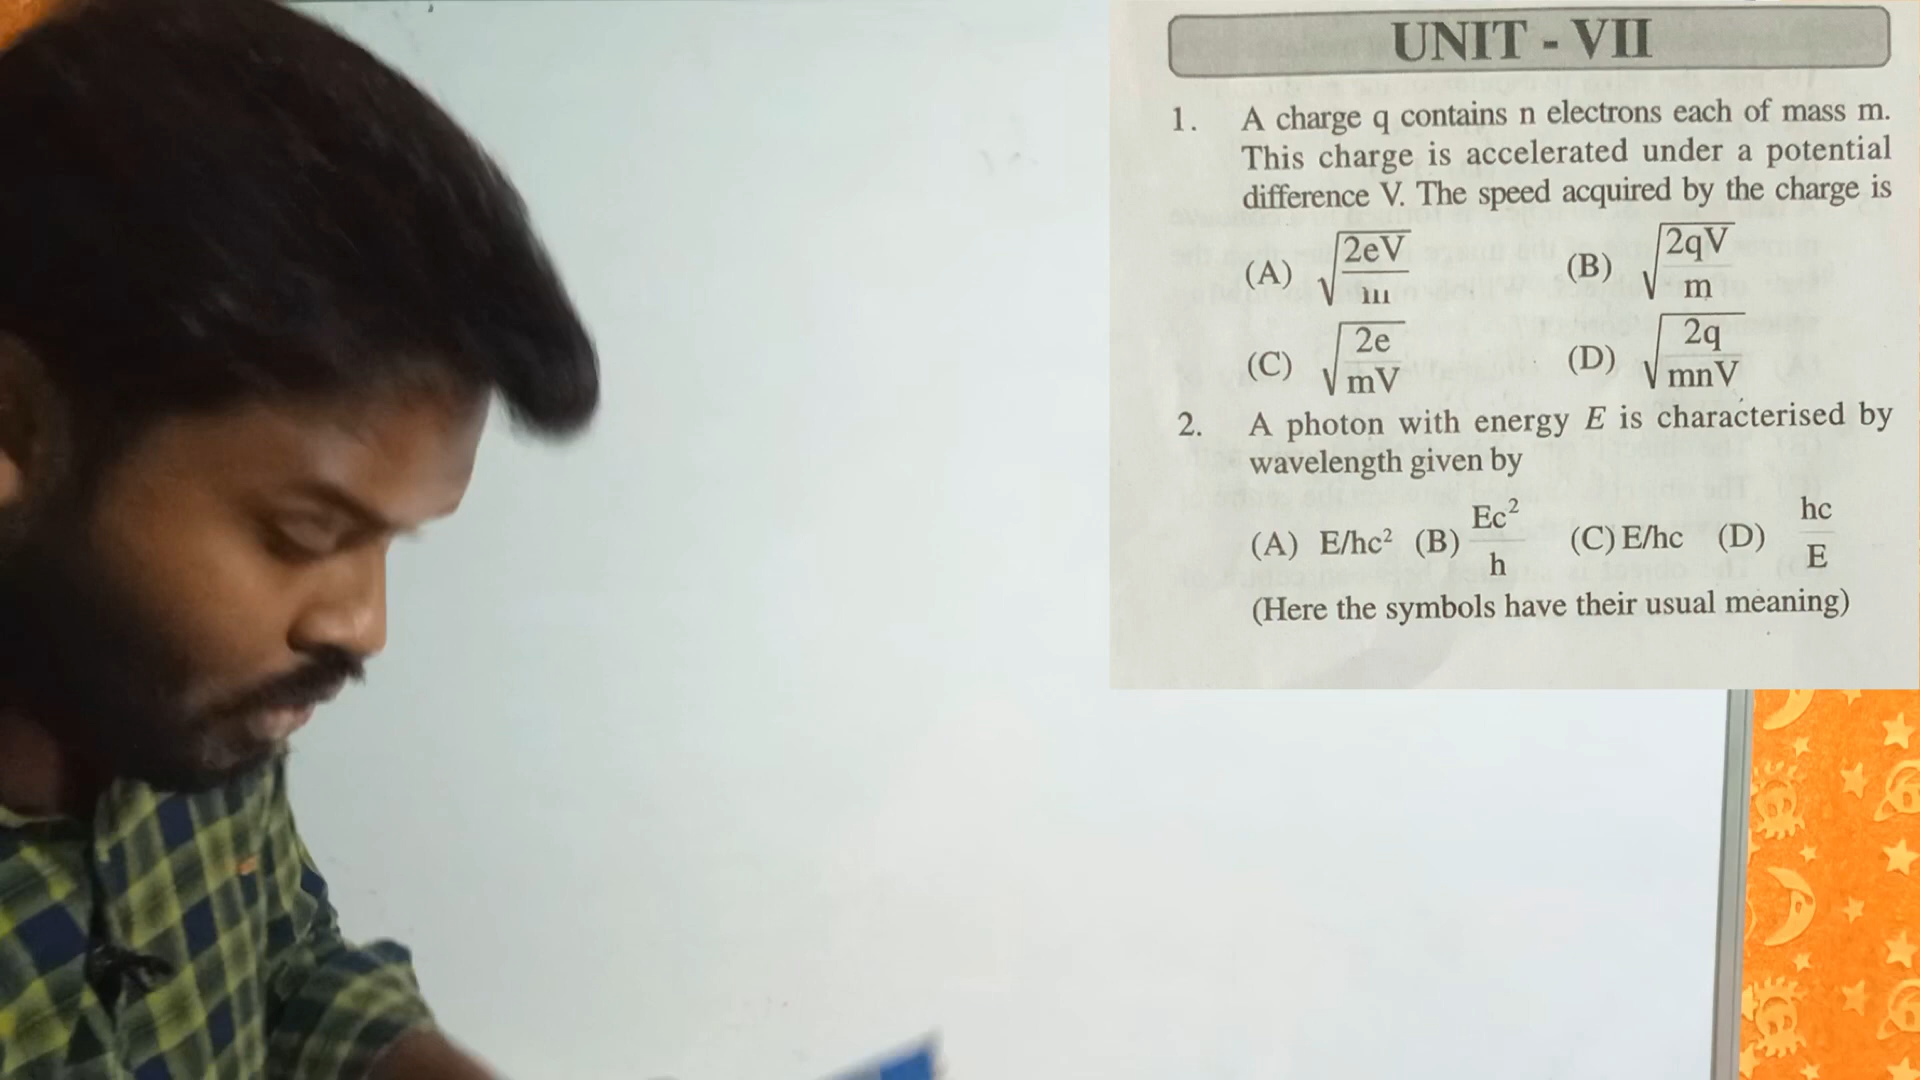 UNIT - VII
1. A charge q contains n electrons each of mass m.
This charge is accelerated under a potential
difference V. The speed acquired by the charge is
(A) √(2eV/m) (B) √(2qV/m)
(C) √(2e/mV) (D) √(2q/mnV)
2. A photon with energy E is characterised by
wavelength given by
(A) E/hc² (B) Ec²/h (C) E/hc (D) hc/E
(Here the symbols have their usual meaning)